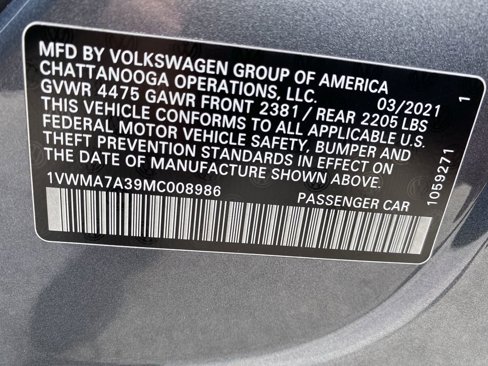 MFD BY VOLKSWAGEN GROUP OF AMERICA
CHATTANOOGA OPERATIONS, LLC. 03/2021 1
GVWR 4475 GAWR FRONT 2381 / REAR 2205 LBS
THIS VEHICLE CONFORMS TO ALL APPLICABLE U.S.
FEDERAL MOTOR VEHICLE SAFETY, BUMPER AND
THEFT PREVENTION STANDARDS IN EFFECT ON
THE DATE OF MANUFACTURE SHOWN ABOVE.
1VWMA7A39MC008986 PASSENGER CAR
1059271